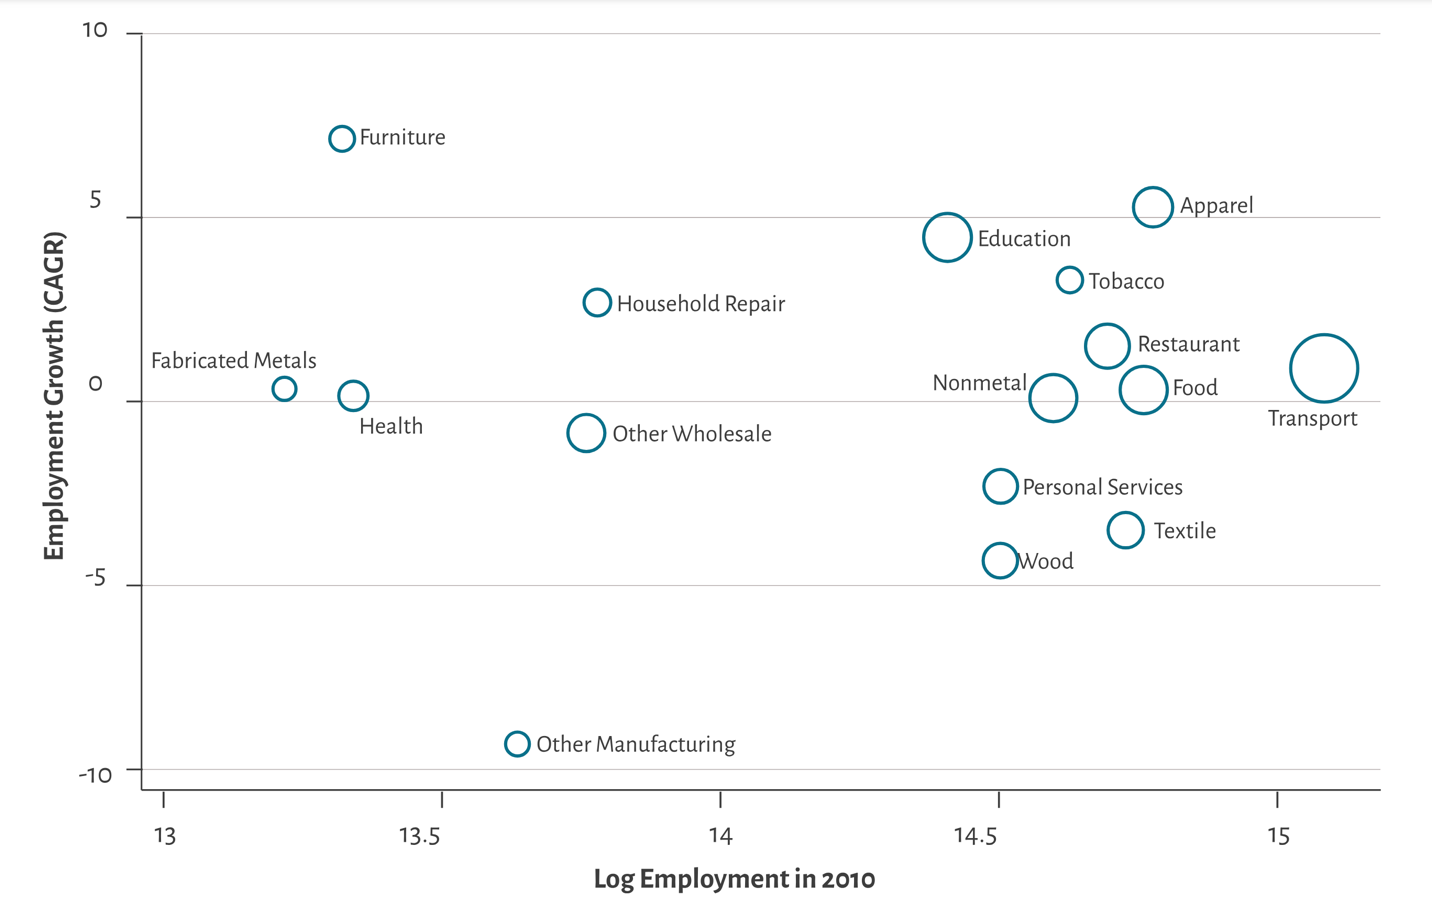 10
Furniture
5
Apparel
Education
Tobacco
Household Repair
Restaurant
Fabricated Metals
0
Nonmetal
Food
Health
Transport
Other Wholesale
Personal Services
Textile
Wood
-5
Other Manufacturing
-10
Employment Growth (CAGR)
13 13.5 14 14.5 15
Log Employment in 2010